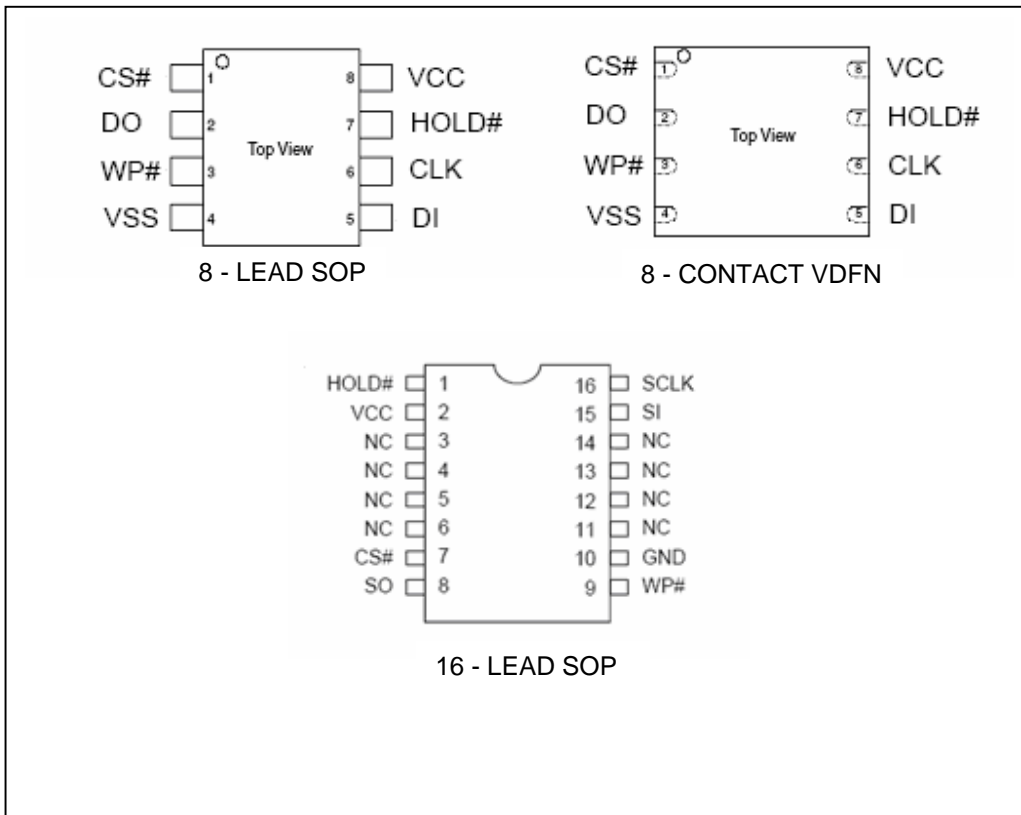 CS# 1 8 VCC
DO 2 7 HOLD#
Top View
WP# 3 6 CLK
VSS 4 5 DI
8 - LEAD SOP
CS# 1 8 VCC
DO 2 7 HOLD#
Top View
WP# 3 6 CLK
VSS 4 5 DI
8 - CONTACT VDFN
HOLD# 1 16 SCLK
VCC 2 15 SI
NC 3 14 NC
NC 4 13 NC
NC 5 12 NC
NC 6 11 NC
CS# 7 10 GND
SO 8 9 WP#
16 - LEAD SOP